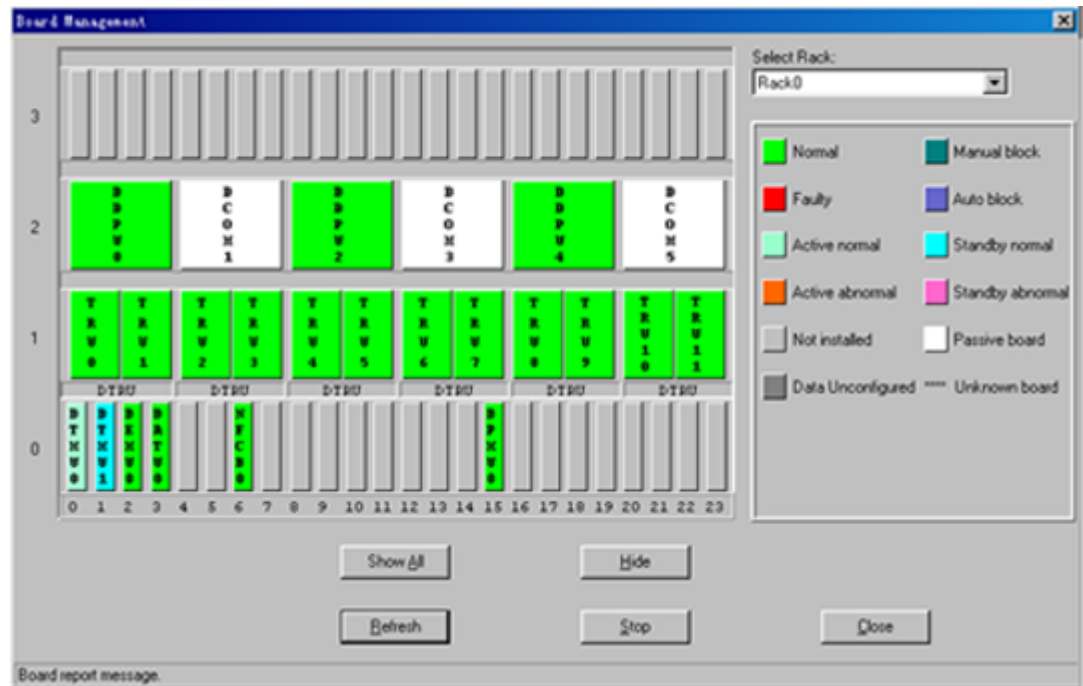 Board Management
Select Rack:
Rack0
3
Normal
Manual block
Faulty
Auto block
Active normal
Standby normal
Active abnormal
Standby abnormal
Not installed
Passive board
Data Unconfigured
Unknown board
2
DDPU0 DCOM1 DDPU2 DCOM3 DDPU4 DCOM5
1
TRU0 TRU1 TRU2 TRU3 TRU4 TRU5 TRU6 TRU7 TRU8 TRU9 TRU10 TRU11
DTRU DTRU DTRU DTRU DTRU DTRU
0
DTMU0 DTMU1 DEMU0 DATU0 NFCB0 DPMU0
0 1 2 3 4 5 6 7 8 9 10 11 12 13 14 15 16 17 18 19 20 21 22 23
Show All
Hide
Refresh
Stop
Close
Board report message.